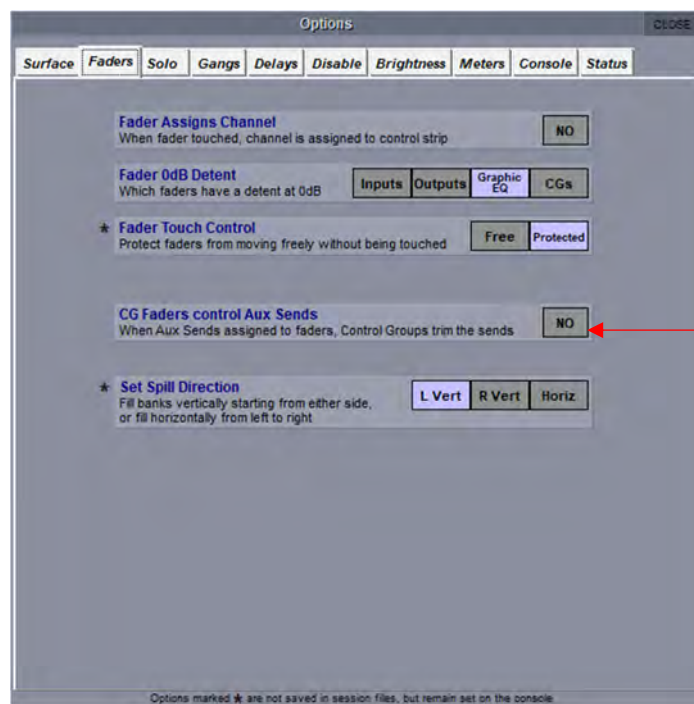 Options
CLOSE
Surface Faders Solo Gangs Delays Disable Brightness Meters Console Status
Fader Assigns Channel
When fader touched, channel is assigned to control strip
NO
Fader 0dB Detent
Which faders have a detent at 0dB
Inputs Outputs Graphic EQ CGs
★ Fader Touch Control
Protect faders from moving freely without being touched
Free Protected
CG Faders control Aux Sends
When Aux Sends assigned to faders, Control Groups trim the sends
NO
★ Set Spill Direction
Fill banks vertically starting from either side,
or fill horizontally from left to right
L Vert R Vert Horiz
Options marked ★ are not saved in session files, but remain set on the console